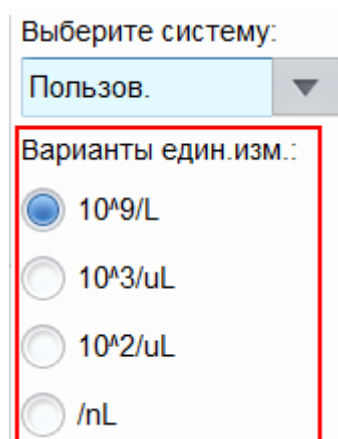 Выберите систему:
Пользов.
Варианты един.изм.:
10^9/L
10^3/uL
10^2/uL
/nL